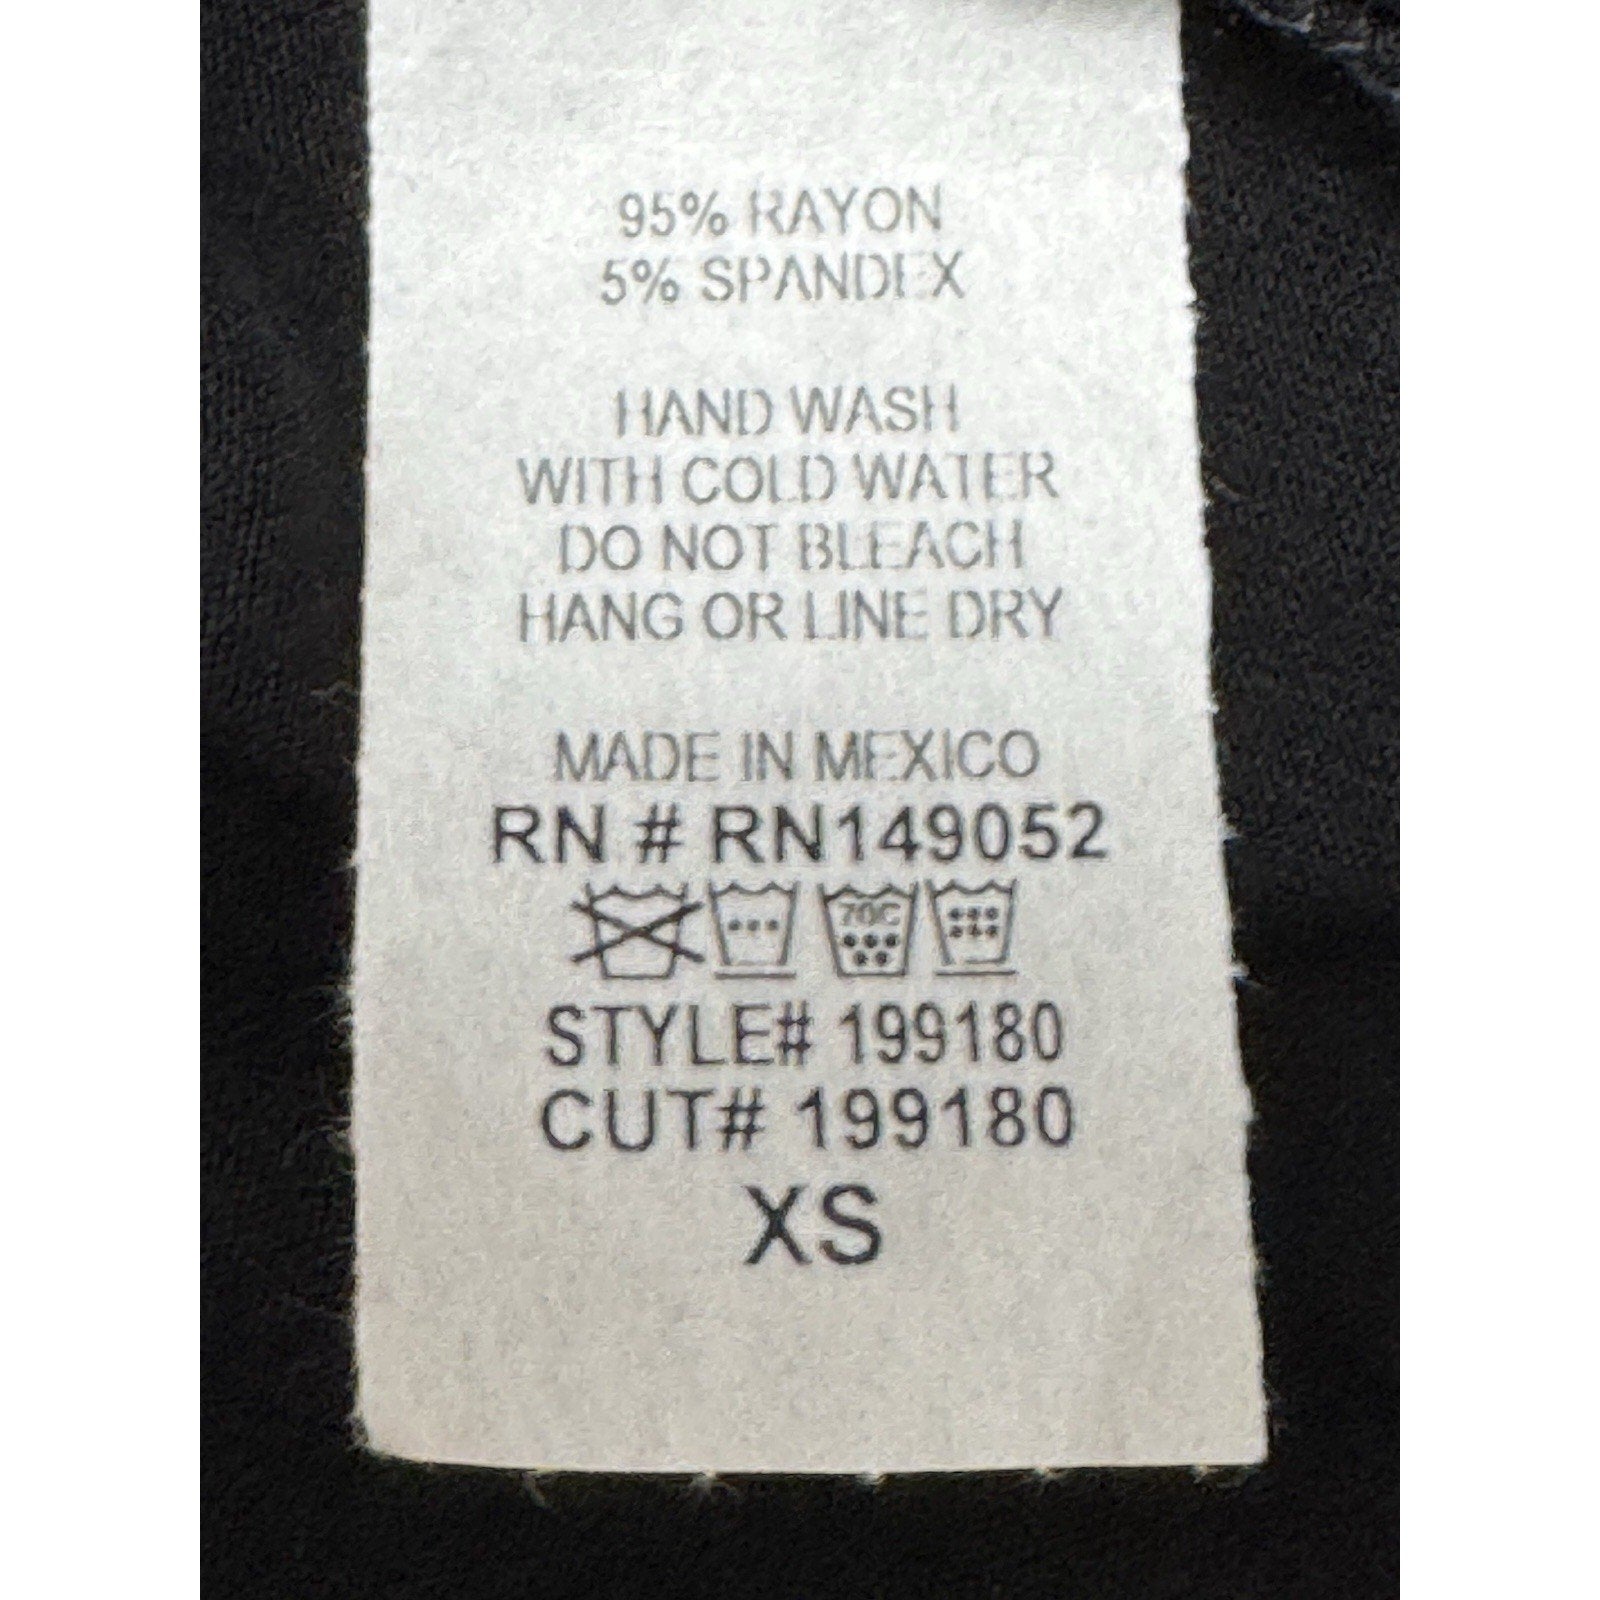 95% RAYON
5% SPANDEX
HAND WASH
WITH COLD WATER
DO NOT BLEACH
HANG OR LINE DRY
MADE IN MEXICO
RN # RN149052
70C
STYLE# 199180
CUT# 199180
XS